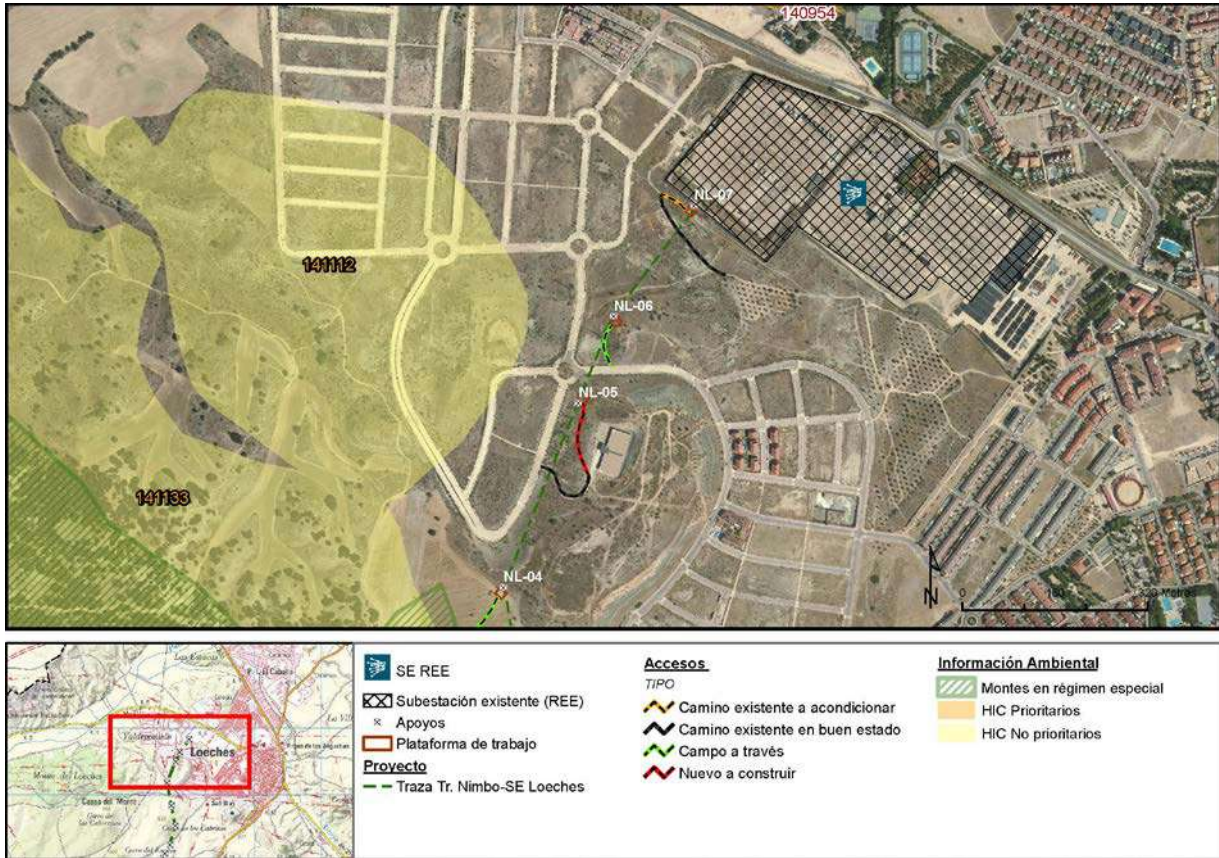 140954
NL-07
141112
NL-06
NL-05
141133
NL-04
N
0
Loeches
SE REE
Subestación existente (REE)
Apoyos
Plataforma de trabajo
Proyecto
Traza Tr. Nimbo-SE Loeches
Accesos
TIPO
Camino existente a acondicionar
Camino existente en buen estado
Campo a través
Nuevo a construir
Información Ambiental
Montes en régimen especial
HIC Prioritarios
HIC No prioritarios